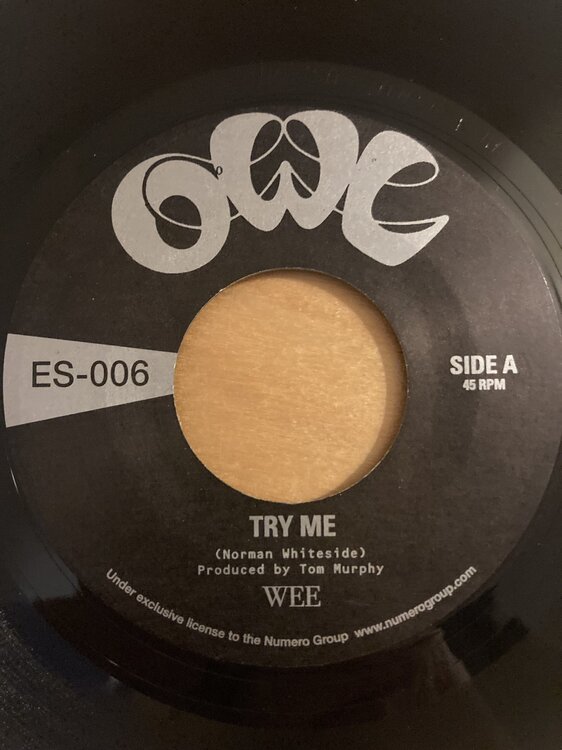 owe
ES-006
SIDE A
45 RPM
TRY ME
(Norman Whiteside)
Produced by Tom Murphy
WEE
Under exclusive license to the Numero Group www.numerogroup.com